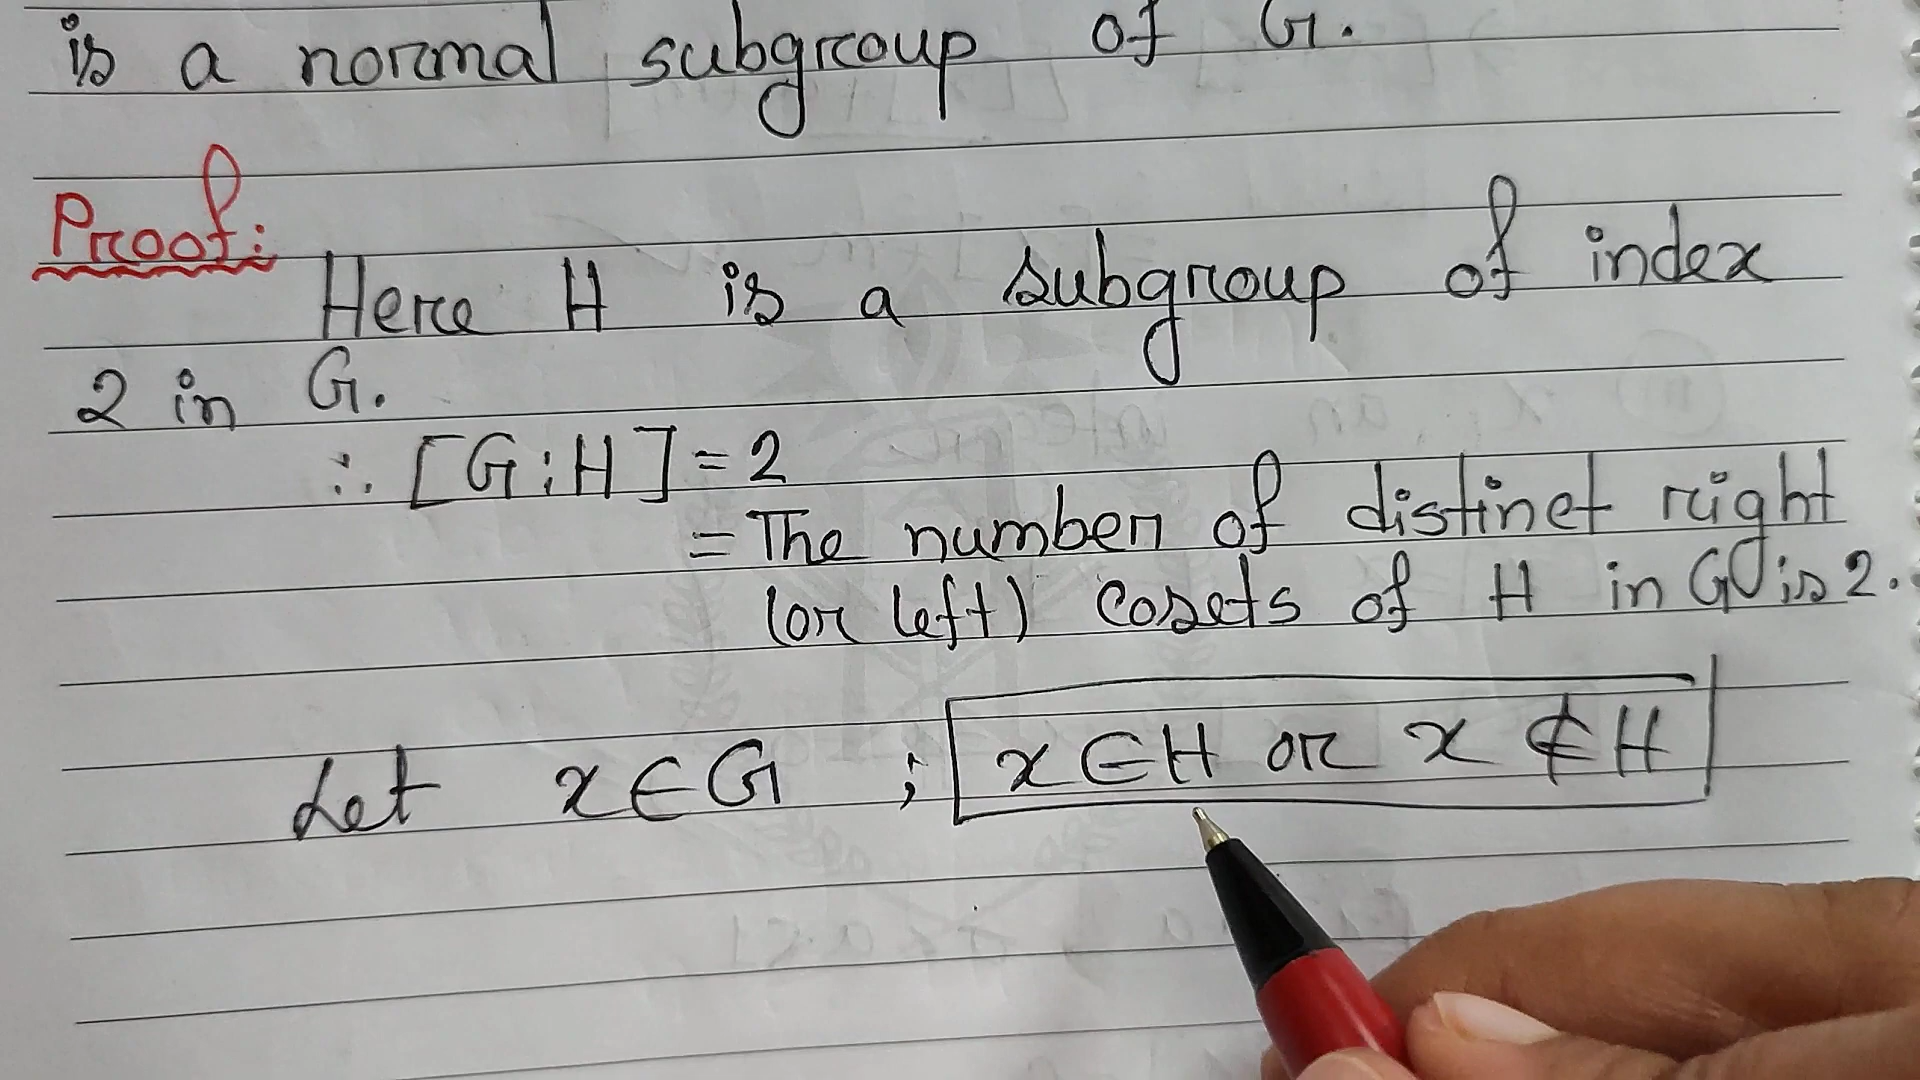 is a normal subgroup of G.
Proof:
Here H is a subgroup of index
2 in G.
∴ [G:H] = 2
= The number of distinct right
(or left) cosets of H in G is 2.
Let x∈G ; x∈H or x∉H